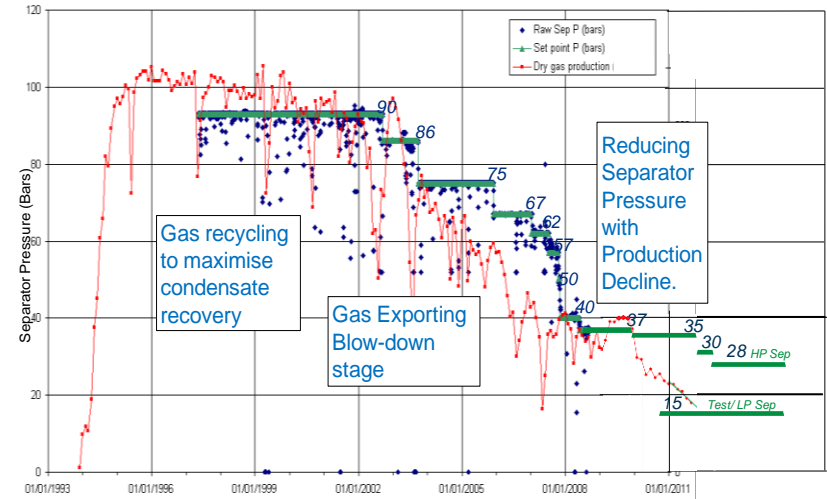 120
100
80
60
40
20
0
Separator Pressure (Bars)
Raw Sep P (bars)
Set point P (bars)
Dry gas production
90
86
75
67
62
57
50
40
37
35
30
28 HP Sep
15 Test/ LP Sep
Gas recycling
to maximise
condensate
recovery
Gas Exporting
Blow-down
stage
Reducing
Separator
Pressure
with
Production
Decline.
01/01/1993
01/01/1996
01/01/1999
01/01/2002
01/01/2005
01/01/2008
01/01/2011